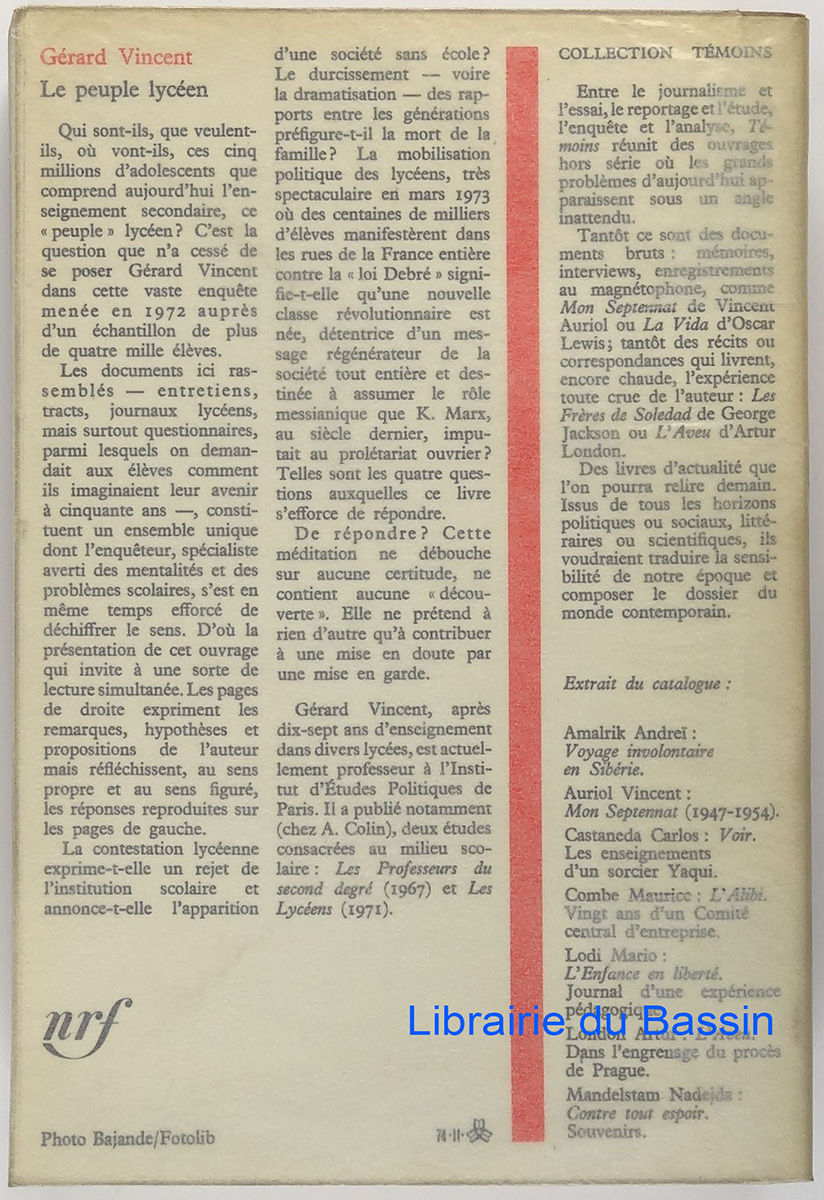 Gérard Vincent
Le peuple lycéen
Qui sont-ils, que veulent-
ils, où vont-ils, ces cinq
millions d'adolescents que
comprend aujourd'hui l'en-
seignement secondaire, ce
« peuple » lycéen? C'est la
question que n'a cessé de
se poser Gérard Vincent
dans cette vaste enquête
menée en 1972 auprès
d'un échantillon de plus
de quatre mille élèves.
Les documents ici ras-
semblés — entretiens,
tracts, journaux lycéens,
mais surtout questionnaires,
parmi lesquels on deman-
dait aux élèves comment
ils imaginaient leur avenir
à cinquante ans —, consti-
tuent un ensemble unique
dont l'enquêteur, spécialiste
averti des mentalités et des
problèmes scolaires, s'est en
même temps efforcé de
déchiffrer le sens. D'où la
présentation de cet ouvrage
qui invite à une sorte de
lecture simultanée. Les pages
de droite expriment les
remarques, hypothèses et
propositions de l'auteur
mais réfléchissent, au sens
propre et au sens figuré,
les réponses reproduites sur
les pages de gauche.
La contestation lycéenne
exprime-t-elle un rejet de
l'institution scolaire et
annonce-t-elle l'apparition
d'une société sans école?
Le durcissement — voire
la dramatisation — des rap-
ports entre les générations
préfigure-t-il la mort de la
famille? La mobilisation
politique des lycéens, très
spectaculaire en mars 1973
où des centaines de milliers
d'élèves manifestèrent dans
les rues de la France entière
contre la « loi Debré » signi-
fie-t-elle qu'une nouvelle
classe révolutionnaire est
née, détentrice d'un mes-
sage régénérateur de la
société tout entière et des-
tinée à assumer le rôle
messianique que K. Marx,
au siècle dernier, impu-
tait au prolétariat ouvrier?
Telles sont les quatre ques-
tions auxquelles ce livre
s'efforce de répondre.
De répondre? Cette
méditation ne débouche
sur aucune certitude, ne
contient aucune « décou-
verte ». Elle ne prétend à
rien d'autre qu'à contribuer
à une mise en doute par
une mise en garde.
Gérard Vincent, après
dix-sept ans d'enseignement
dans divers lycées, est actuel-
lement professeur à l'Insti-
tut d'Études Politiques de
Paris. Il a publié notamment
(chez A. Colin), deux études
consacrées au milieu sco-
laire : Les Professeurs du
second degré (1967) et Les
Lycéens (1971).
COLLECTION TÉMOINS
Entre le journalisme et
l'essai, le reportage et l'étude,
l'enquête et l'analyse, Té-
moins réunit des ouvrages
hors série où les grands
problèmes d'aujourd'hui ap-
paraissent sous un angle
inattendu.
Tantôt ce sont des docu-
ments bruts : mémoires,
interviews, enregistrements
au magnétophone, comme
Mon Septennat de Vincent
Auriol ou La Vida d'Oscar
Lewis; tantôt des récits ou
correspondances qui livrent,
encore chaude, l'expérience
toute crue de l'auteur : Les
Frères de Soledad de George
Jackson ou L'Aveu d'Artur
London.
Des livres d'actualité que
l'on pourra relire demain.
Issus de tous les horizons
politiques ou sociaux, litté-
raires ou scientifiques, ils
voudraient traduire la sensi-
bilité de notre époque et
composer le dossier du
monde contemporain.
Extrait du catalogue :
Amalrik Andreï :
Voyage involontaire
en Sibérie.
Auriol Vincent :
Mon Septennat (1947-1954).
Castaneda Carlos : Voir.
Les enseignements
d'un sorcier Yaqui.
Combe Maurice : L'Alibi.
Vingt ans d'un Comité
central d'entreprise.
Lodi Mario :
L'Enfance en liberté.
Journal d'une expérience
pédagogique.
London Artur : L'Aveu.
Dans l'engrenage du procès
de Prague.
Mandelstam Nadejda :
Contre tout espoir.
Souvenirs.
nrf
Librairie du Bassin
Photo Bajande/Fotolib
74-II-